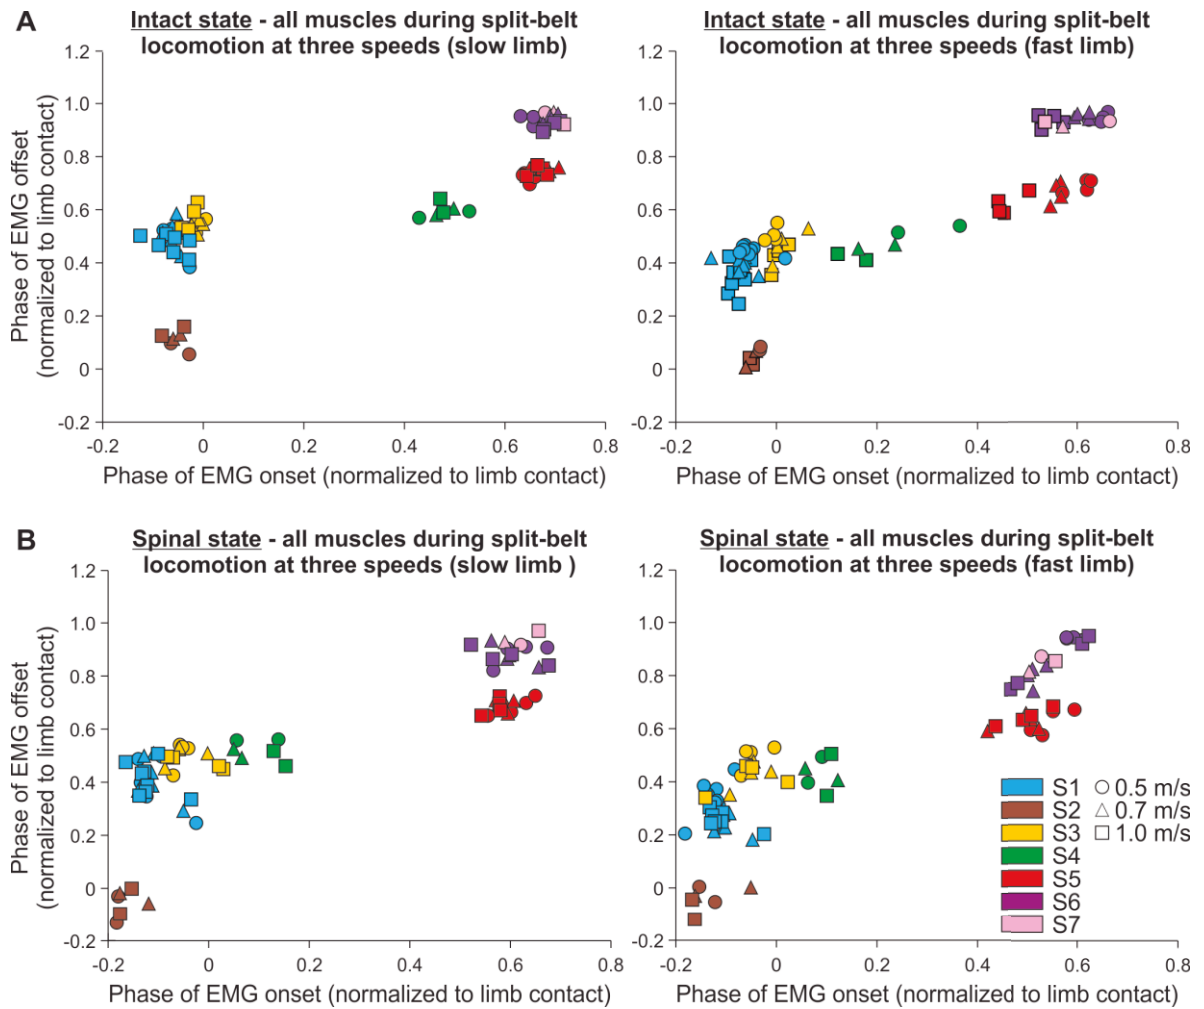 A
Intact state - all muscles during split-belt
locomotion at three speeds (slow limb)
Intact state - all muscles during split-belt
locomotion at three speeds (fast limb)
Phase of EMG offset
(normalized to limb contact)
1.2
1.0
0.8
0.6
0.4
0.2
0
-0.2
-0.2
0
0.2
0.4
0.6
0.8
Phase of EMG onset (normalized to limb contact)
1.2
1.0
0.8
0.6
0.4
0.2
0
-0.2
-0.2
0
0.2
0.4
0.6
0.8
Phase of EMG onset (normalized to limb contact)
B
Spinal state - all muscles during split-belt
locomotion at three speeds (slow limb )
Spinal state - all muscles during split-belt
locomotion at three speeds (fast limb)
Phase of EMG offset
(normalized to limb contact)
1.2
1.0
0.8
0.6
0.4
0.2
0
-0.2
-0.2
0
0.2
0.4
0.6
0.8
Phase of EMG onset (normalized to limb contact)
1.2
1.0
0.8
0.6
0.4
0.2
0
-0.2
-0.2
0
0.2
0.4
0.6
0.8
Phase of EMG onset (normalized to limb contact)
S1 0.5 m/s
S2 0.7 m/s
S3 1.0 m/s
S4
S5
S6
S7